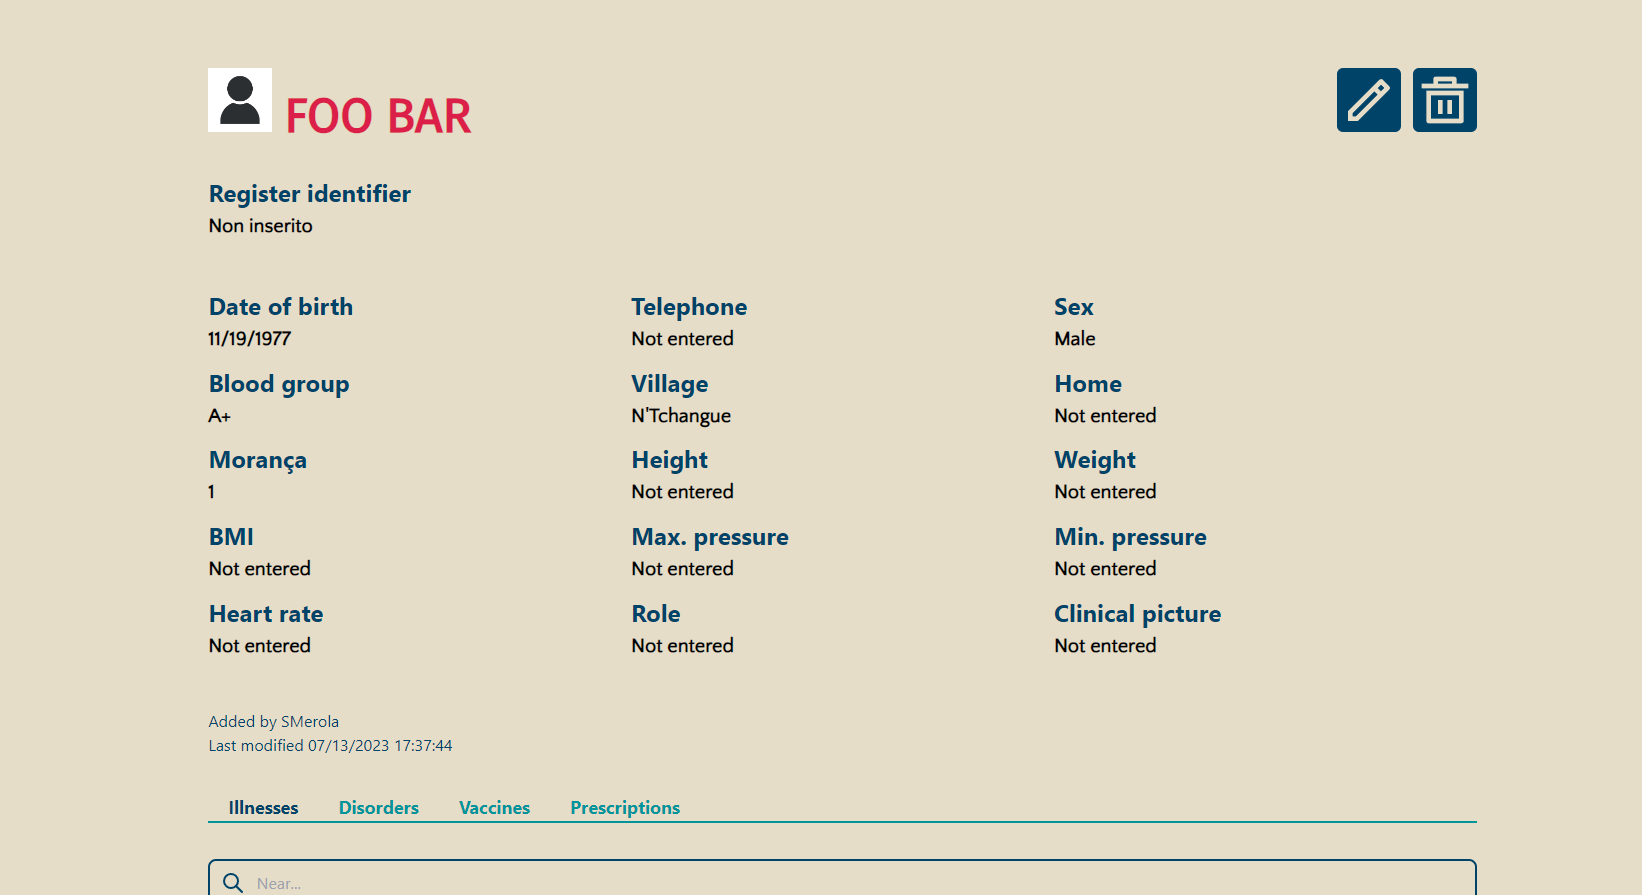 FOO BAR
Register identifier
Non inserito
Date of birth Telephone Sex
11/19/1977 Not entered Male
Blood group Village Home
A+ N'Tchangue Not entered
Morança Height Weight
1 Not entered Not entered
BMI Max. pressure Min. pressure
Not entered Not entered Not entered
Heart rate Role Clinical picture
Not entered Not entered Not entered
Added by SMerola
Last modified 07/13/2023 17:37:44
Illnesses Disorders Vaccines Prescriptions
Near...